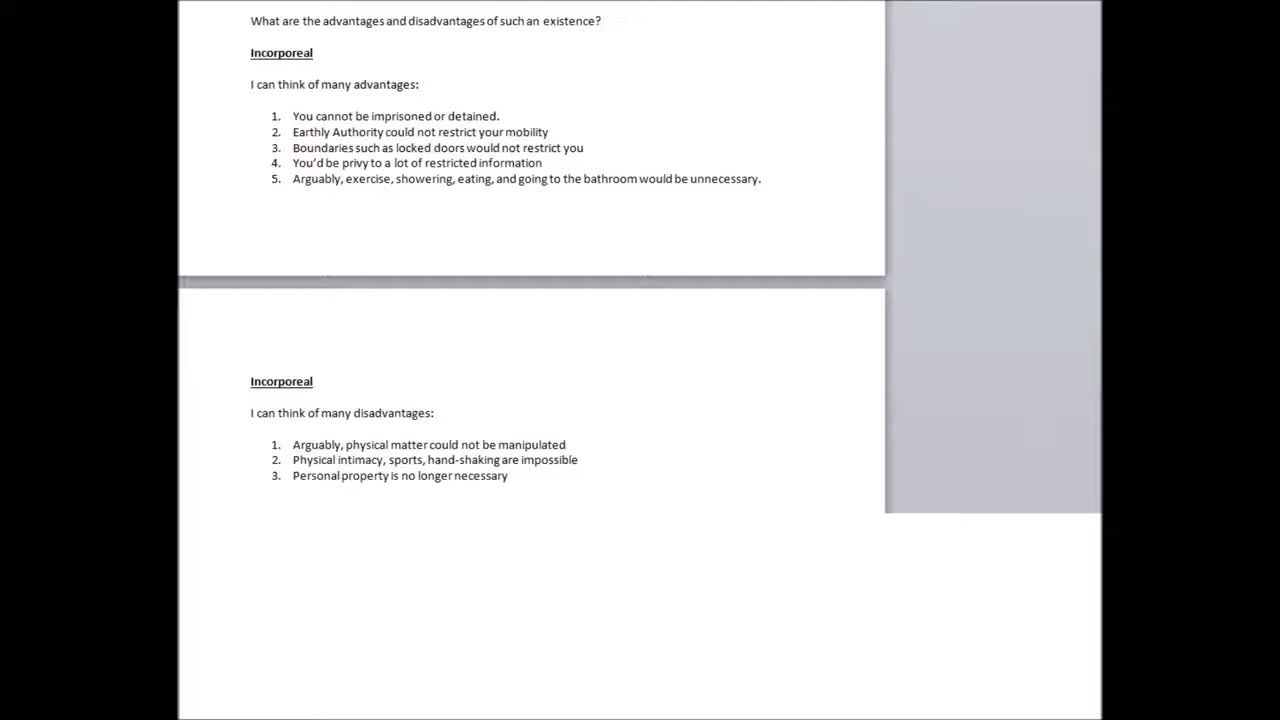 What are the advantages and disadvantages of such an existence?
Incorporeal
I can think of many advantages:
1. You cannot be imprisoned or detained.
2. Earthly Authority could not restrict your mobility
3. Boundaries such as locked doors would not restrict you
4. You'd be privy to a lot of restricted information
5. Arguably, exercise, showering, eating, and going to the bathroom would be unnecessary.
Incorporeal
I can think of many disadvantages:
1. Arguably, physical matter could not be manipulated
2. Physical intimacy, sports, hand-shaking are impossible
3. Personal property is no longer necessary